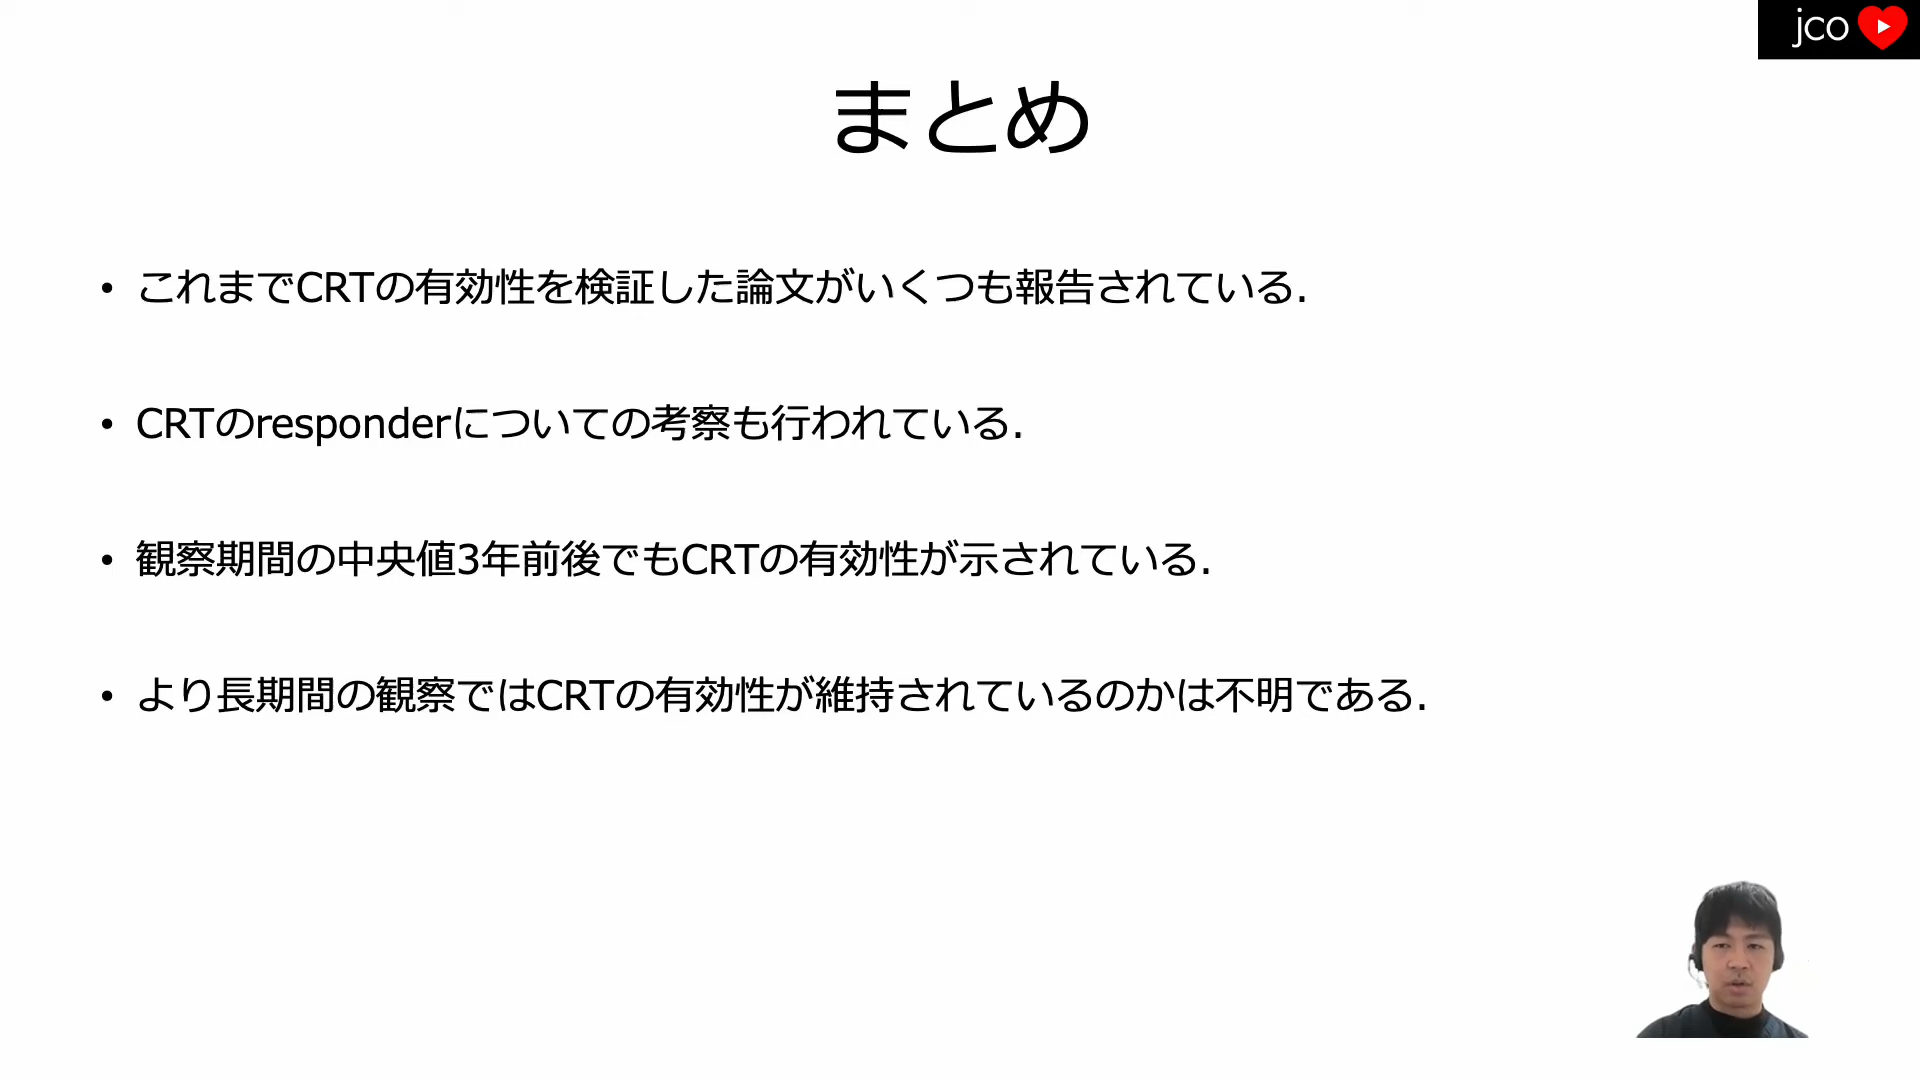 jco
まとめ
• これまでCRTの有効性を検証した論文がいくつも報告されている.
• CRTのresponderについての考察も行われている.
• 観察期間の中央値3年前後でもCRTの有効性が示されている.
• より長期間の観察ではCRTの有効性が維持されているのかは不明である.